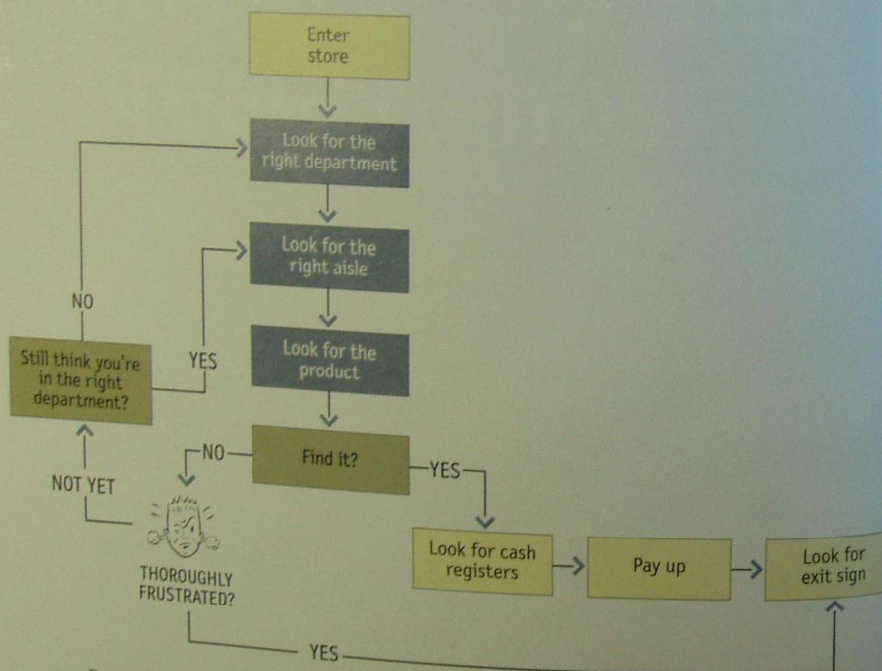 Enter
store
Look for the
right department
Look for the
right aisle
NO
Look for the
product
Still think you're
in the right
department?
YES
Find it?
NO
YES
NOT YET
THOROUGHLY
FRUSTRATED?
Look for cash
registers
Pay up
Look for
exit sign
YES